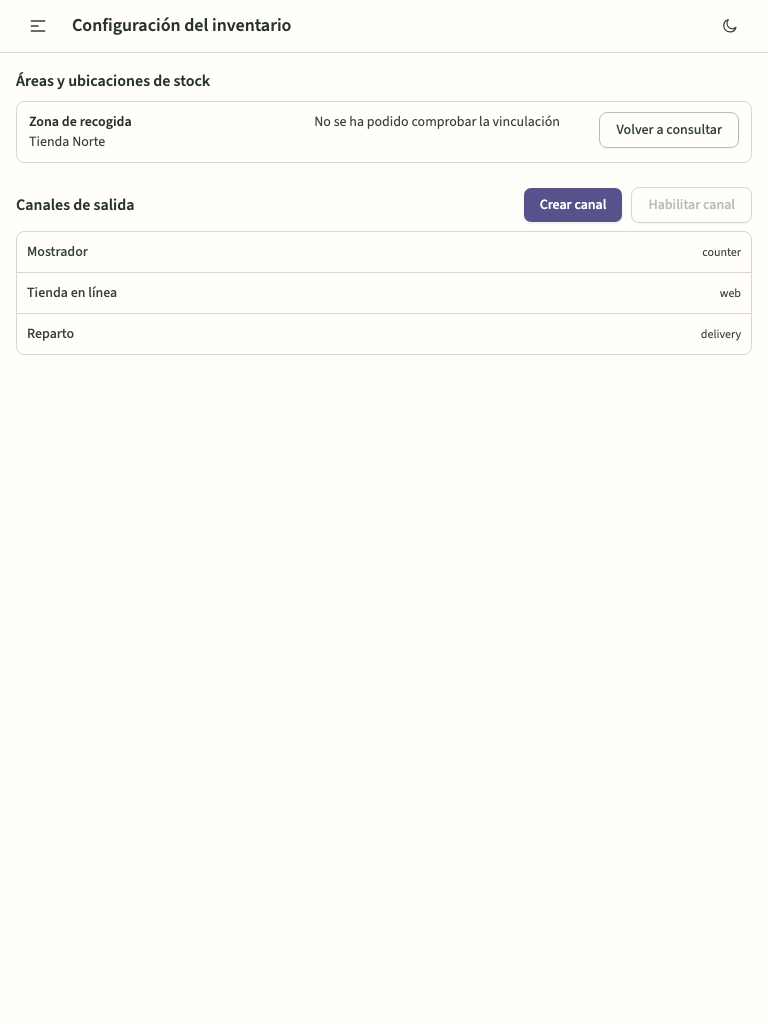 Configuración del inventario
Áreas y ubicaciones de stock
Zona de recogida
Tienda Norte
No se ha podido comprobar la vinculación
Volver a consultar
Canales de salida
Crear canal
Habilitar canal
Mostrador
counter
Tienda en línea
web
Reparto
delivery